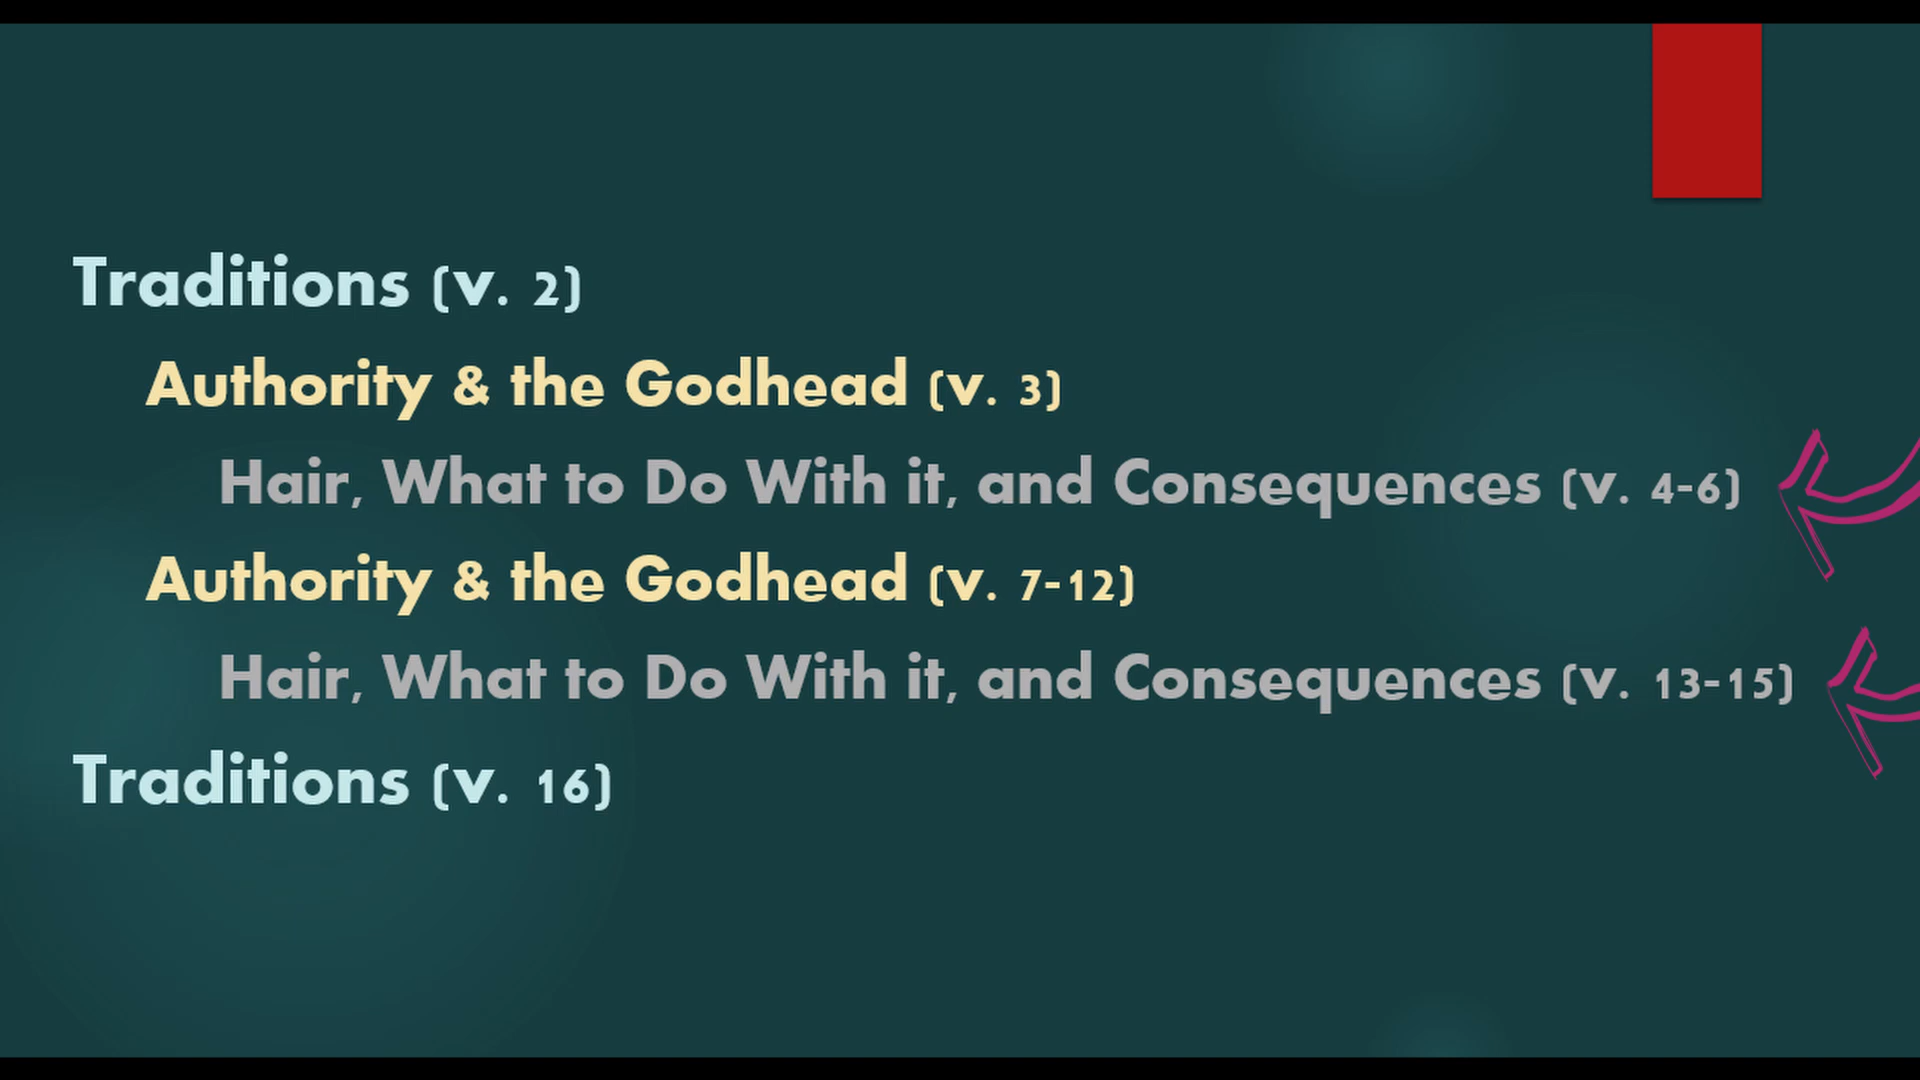 Traditions (v. 2)
Authority & the Godhead (v. 3)
Hair, What to Do With it, and Consequences (v. 4-6)
Authority & the Godhead (v. 7-12)
Hair, What to Do With it, and Consequences (v. 13-15)
Traditions (v. 16)